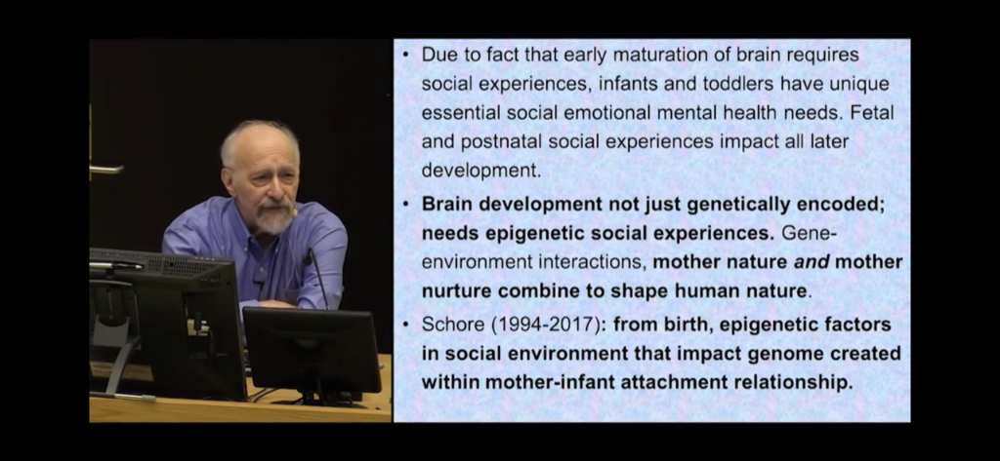 • Due to fact that early maturation of brain requires
social experiences, infants and toddlers have unique
essential social emotional mental health needs. Fetal
and postnatal social experiences impact all later
development.
• Brain development not just genetically encoded;
needs epigenetic social experiences. Gene-
environment interactions, mother nature and mother
nurture combine to shape human nature.
• Schore (1994-2017): from birth, epigenetic factors
in social environment that impact genome created
within mother-infant attachment relationship.